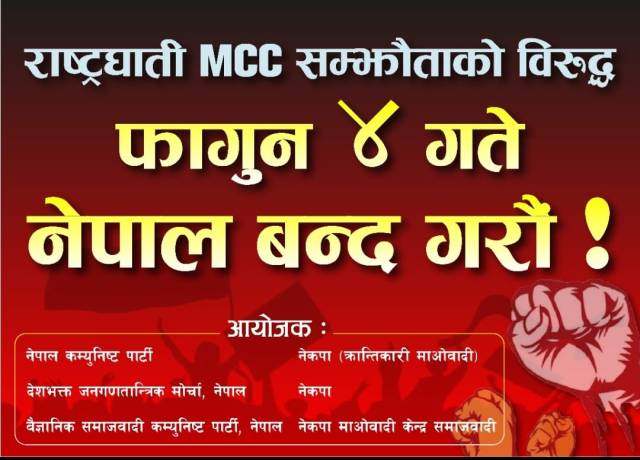 राष्ट्रघाती MCC सम्झौताको विरुद्ध
फागुन ४ गते
नेपाल बन्द गरौं !
आयोजक :
नेपाल कम्युनिष्ट पार्टी
नेकपा (क्रान्तिकारी माओवादी)
देशभक्त जनगणतान्त्रिक मोर्चा, नेपाल
नेकपा
वैज्ञानिक समाजवादी कम्युनिष्ट पार्टी, नेपाल
नेकपा माओवादी केन्द्र समाजवादी